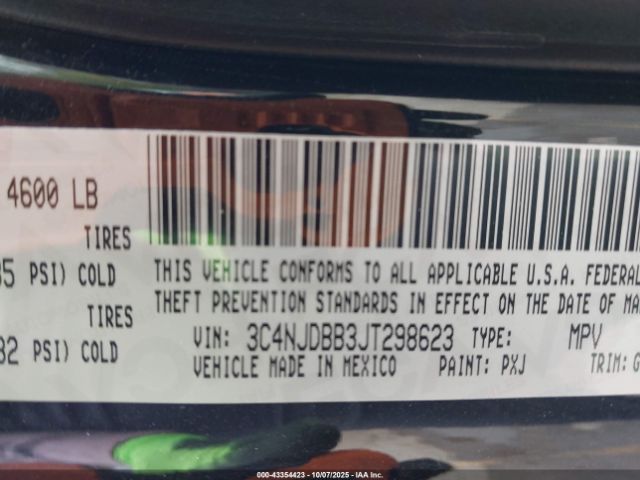 4600 LB
TIRES
35 PSI) COLD
TIRES
32 PSI) COLD
THIS VEHICLE CONFORMS TO ALL APPLICABLE U.S.A. FEDERAL
THEFT PREVENTION STANDARDS IN EFFECT ON THE DATE OF MA
VIN: 3C4NJDBB3JT298623 TYPE: MPV
VEHICLE MADE IN MEXICO PAINT: PXJ TRIM: G
000-43354423 - 10/07/2025 - IAA Inc.